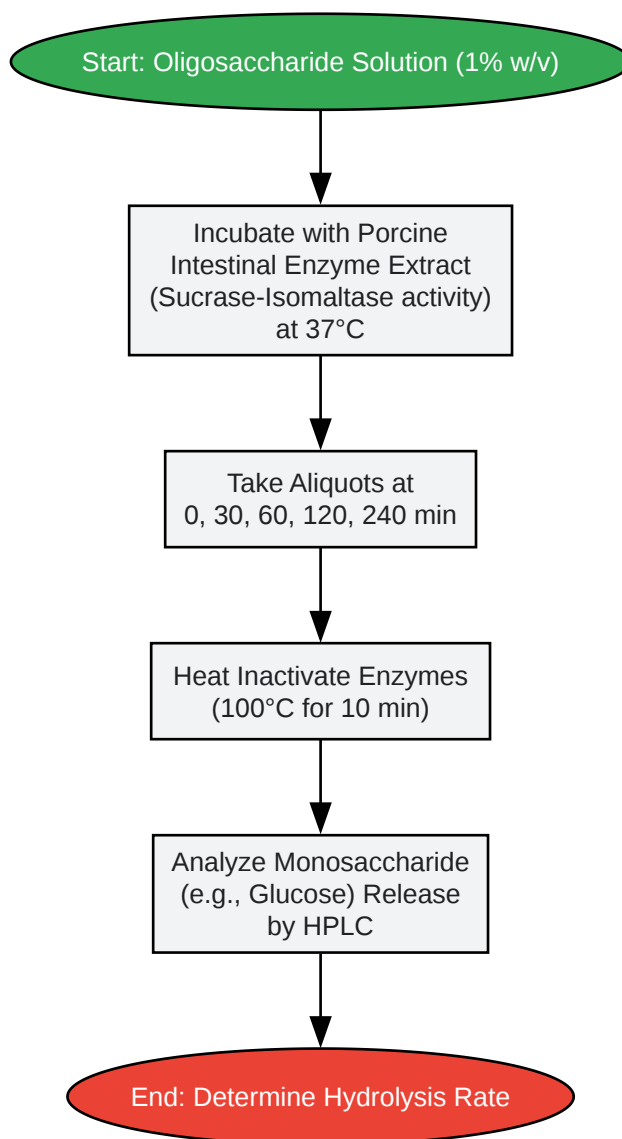 Start: Oligosaccharide Solution (1% w/v)
Incubate with Porcine
Intestinal Enzyme Extract
(Sucrase-Isomaltase activity)
at 37°C
Take Aliquots at
0, 30, 60, 120, 240 min
Heat Inactivate Enzymes
(100°C for 10 min)
Analyze Monosaccharide
(e.g., Glucose) Release
by HPLC
End: Determine Hydrolysis Rate